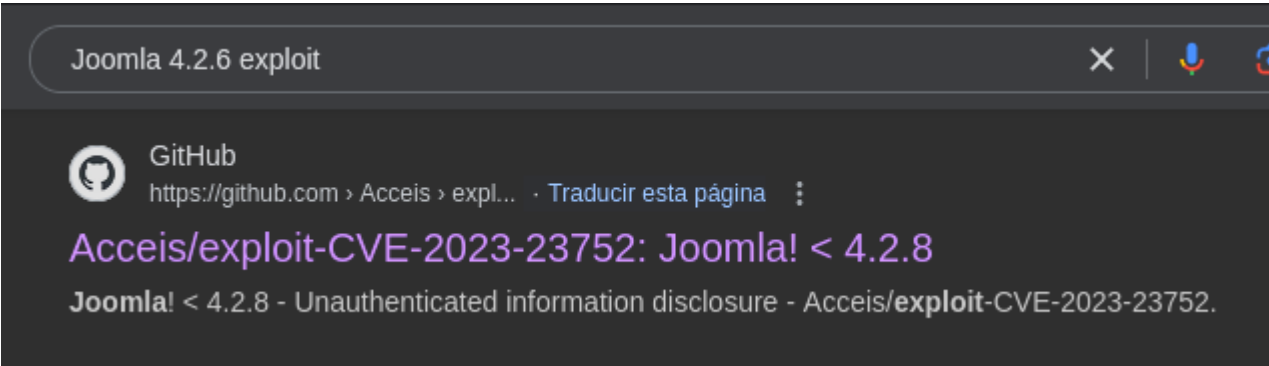 Joomla 4.2.6 exploit
GitHub
https://github.com › Acceis › expl... · Traducir esta página
Acceis/exploit-CVE-2023-23752: Joomla! < 4.2.8
Joomla! < 4.2.8 - Unauthenticated information disclosure - Acceis/exploit-CVE-2023-23752.